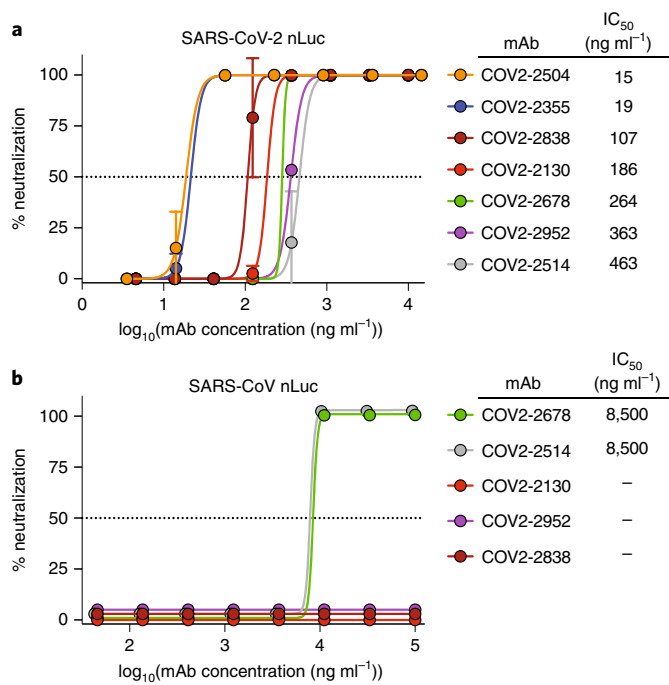 a
SARS-CoV-2 nLuc
% neutralization
100
75
50
25
0
0 1 2 3 4
log10(mAb concentration (ng ml−1))
mAb IC50 (ng ml−1)
COV2-2504 15
COV2-2355 19
COV2-2838 107
COV2-2130 186
COV2-2678 264
COV2-2952 363
COV2-2514 463
b
SARS-CoV nLuc
% neutralization
100
75
50
25
0
2 3 4 5
log10(mAb concentration (ng ml−1))
mAb IC50 (ng ml−1)
COV2-2678 8,500
COV2-2514 8,500
COV2-2130 –
COV2-2952 –
COV2-2838 –